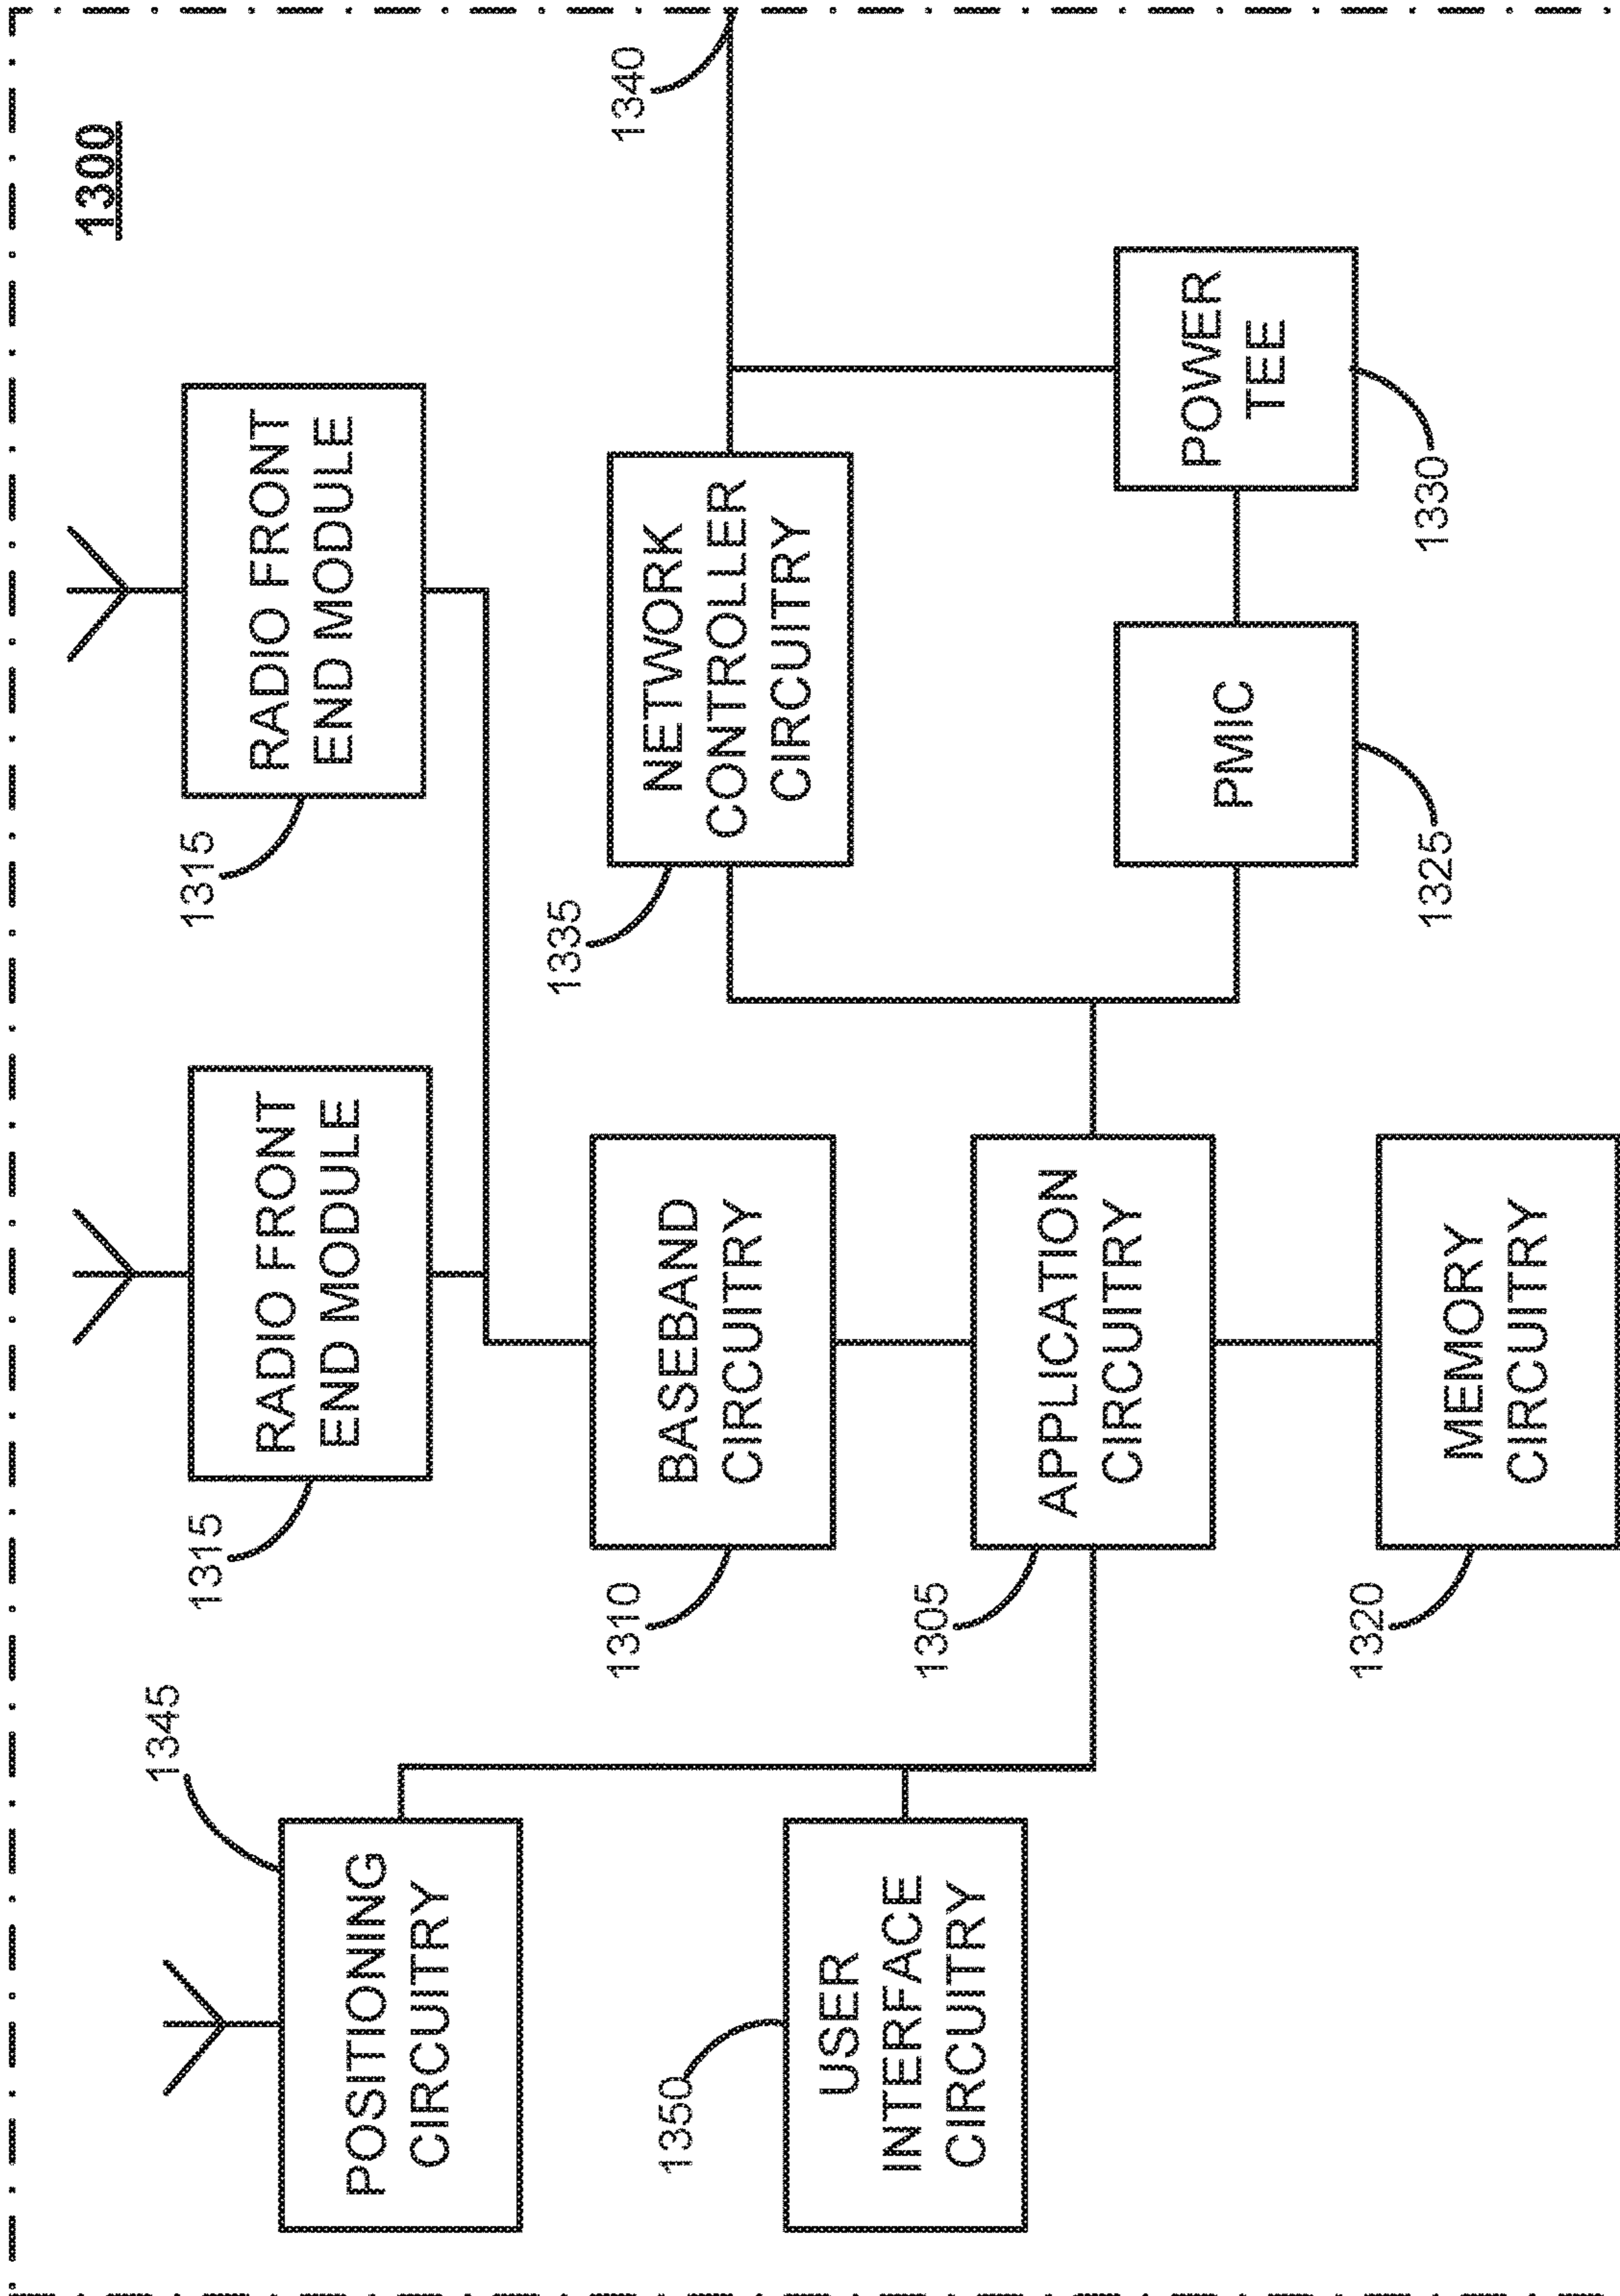 1300
1345
POSITIONING
CIRCUITRY
1315
RADIO FRONT
END MODULE
1315
RADIO FRONT
END MODULE
1340
1350
USER
INTERFACE
CIRCUITRY
1310
BASEBAND
CIRCUITRY
1335
NETWORK
CONTROLLER
CIRCUITRY
1305
APPLICATION
CIRCUITRY
PMIC
1325
POWER
TEE
1330
1320
MEMORY
CIRCUITRY